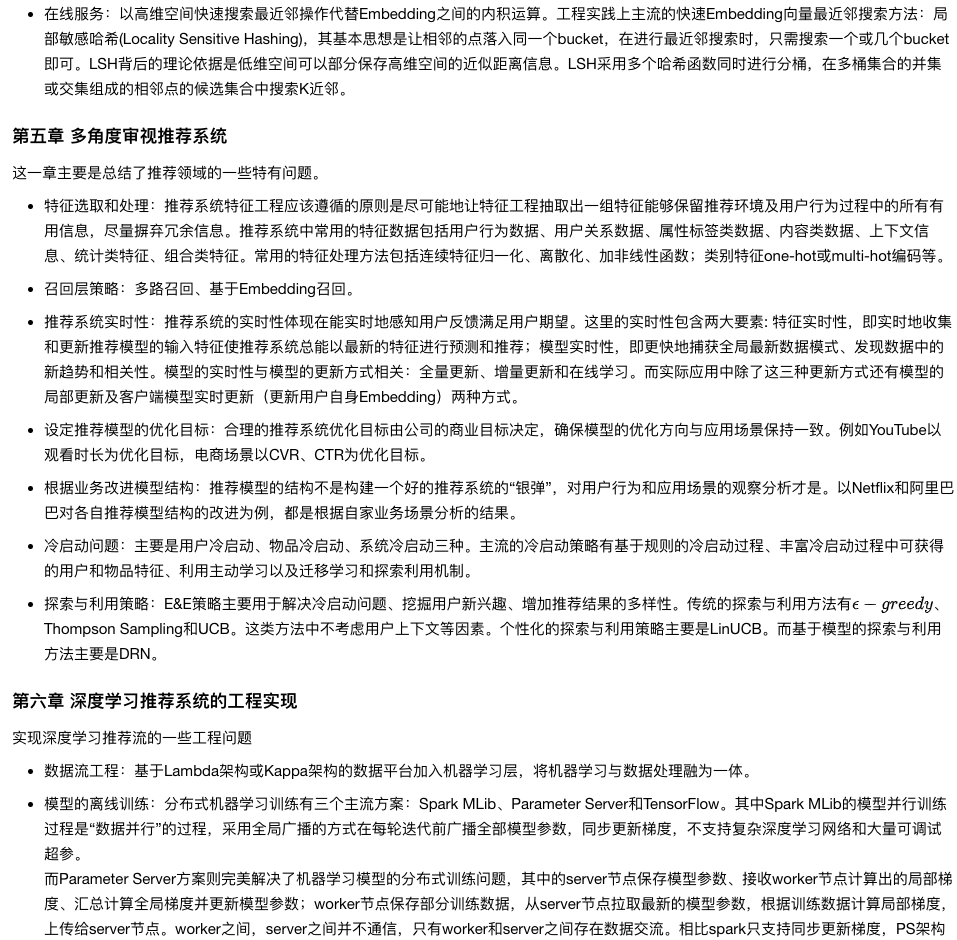 • 在线服务：以高维空间快速搜索最近邻操作代替Embedding之间的内积运算。工程实践上主流的快速Embedding向量最近邻搜索方法：局
部敏感哈希(Locality Sensitive Hashing)，其基本思想是让相邻的点落入同一个bucket，在进行最近邻搜索时，只需搜索一个或几个bucket
即可。LSH背后的理论依据是低维空间可以部分保存高维空间的近似距离信息。LSH采用多个哈希函数同时进行分桶，在多桶集合的并集
或交集组成的相邻点的候选集合中搜索K近邻。
第五章 多角度审视推荐系统
这一章主要是总结了推荐领域的一些特有问题。
• 特征选取和处理：推荐系统特征工程应该遵循的原则是尽可能地让特征工程抽取出一组特征能够保留推荐环境及用户行为过程中的所有有
用信息，尽量摒弃冗余信息。推荐系统中常用的特征数据包括用户行为数据、用户关系数据、属性标签类数据、内容类数据、上下文信
息、统计类特征、组合类特征。常用的特征处理方法包括连续特征归一化、离散化、加非线性函数；类别特征one-hot或multi-hot编码等。
• 召回层策略：多路召回、基于Embedding召回。
• 推荐系统实时性：推荐系统的实时性体现在能实时地感知用户反馈满足用户期望。这里的实时性包含两大要素: 特征实时性，即实时地收集
和更新推荐模型的输入特征使推荐系统总能以最新的特征进行预测和推荐；模型实时性，即更快地捕获全局最新数据模式、发现数据中的
新趋势和相关性。模型的实时性与模型的更新方式相关：全量更新、增量更新和在线学习。而实际应用中除了这三种更新方式还有模型的
局部更新及客户端模型实时更新（更新用户自身Embedding）两种方式。
• 设定推荐模型的优化目标：合理的推荐系统优化目标由公司的商业目标决定，确保模型的优化方向与应用场景保持一致。例如YouTube以
观看时长为优化目标，电商场景以CVR、CTR为优化目标。
• 根据业务改进模型结构：推荐模型的结构不是构建一个好的推荐系统的“银弹”，对用户行为和应用场景的观察分析才是。以Netflix和阿里巴
巴对各自推荐模型结构的改进为例，都是根据自家业务场景分析的结果。
• 冷启动问题：主要是用户冷启动、物品冷启动、系统冷启动三种。主流的冷启动策略有基于规则的冷启动过程、丰富冷启动过程中可获得
的用户和物品特征、利用主动学习以及迁移学习和探索利用机制。
• 探索与利用策略：E&E策略主要用于解决冷启动问题、挖掘用户新兴趣、增加推荐结果的多样性。传统的探索与利用方法有ϵ − greedy、
Thompson Sampling和UCB。这类方法中不考虑用户上下文等因素。个性化的探索与利用策略主要是LinUCB。而基于模型的探索与利用
方法主要是DRN。
第六章 深度学习推荐系统的工程实现
实现深度学习推荐流的一些工程问题
• 数据流工程：基于Lambda架构或Kappa架构的数据平台加入机器学习层，将机器学习与数据处理融为一体。
• 模型的离线训练：分布式机器学习训练有三个主流方案：Spark MLib、Parameter Server和TensorFlow。其中Spark MLib的模型并行训练
过程是“数据并行”的过程，采用全局广播的方式在每轮迭代前广播全部模型参数，同步更新梯度，不支持复杂深度学习网络和大量可调试
超参。
而Parameter Server方案则完美解决了机器学习模型的分布式训练问题，其中的server节点保存模型参数、接收worker节点计算出的局部梯
度、汇总计算全局梯度并更新模型参数；worker节点保存部分训练数据，从server节点拉取最新的模型参数，根据训练数据计算局部梯度，
上传给server节点。worker之间，server之间并不通信，只有worker和server之间存在数据交流。相比spark只支持同步更新梯度，PS架构